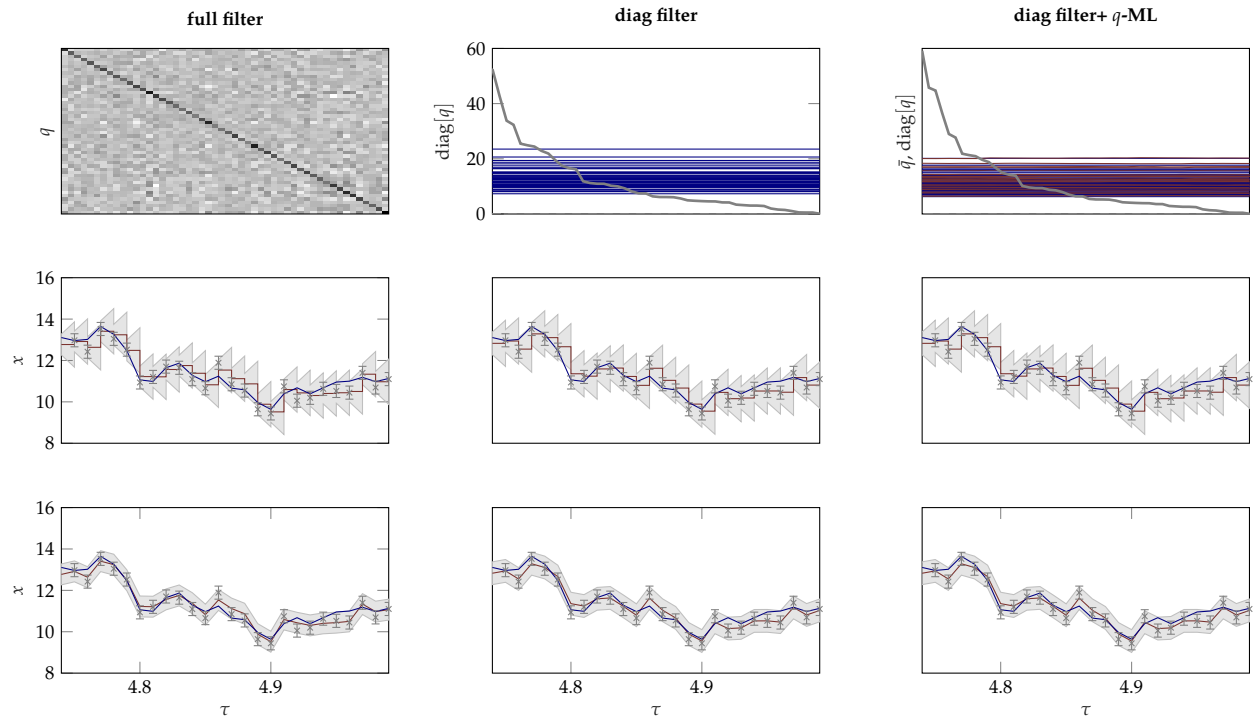 full filter
diag filter
diag filter+ q-ML
q
diag[q]
60
40
20
0
q̄, diag[q]
x
16
14
12
10
8
x
16
14
12
10
8
4.8
4.9
τ
4.8
4.9
τ
4.8
4.9
τ